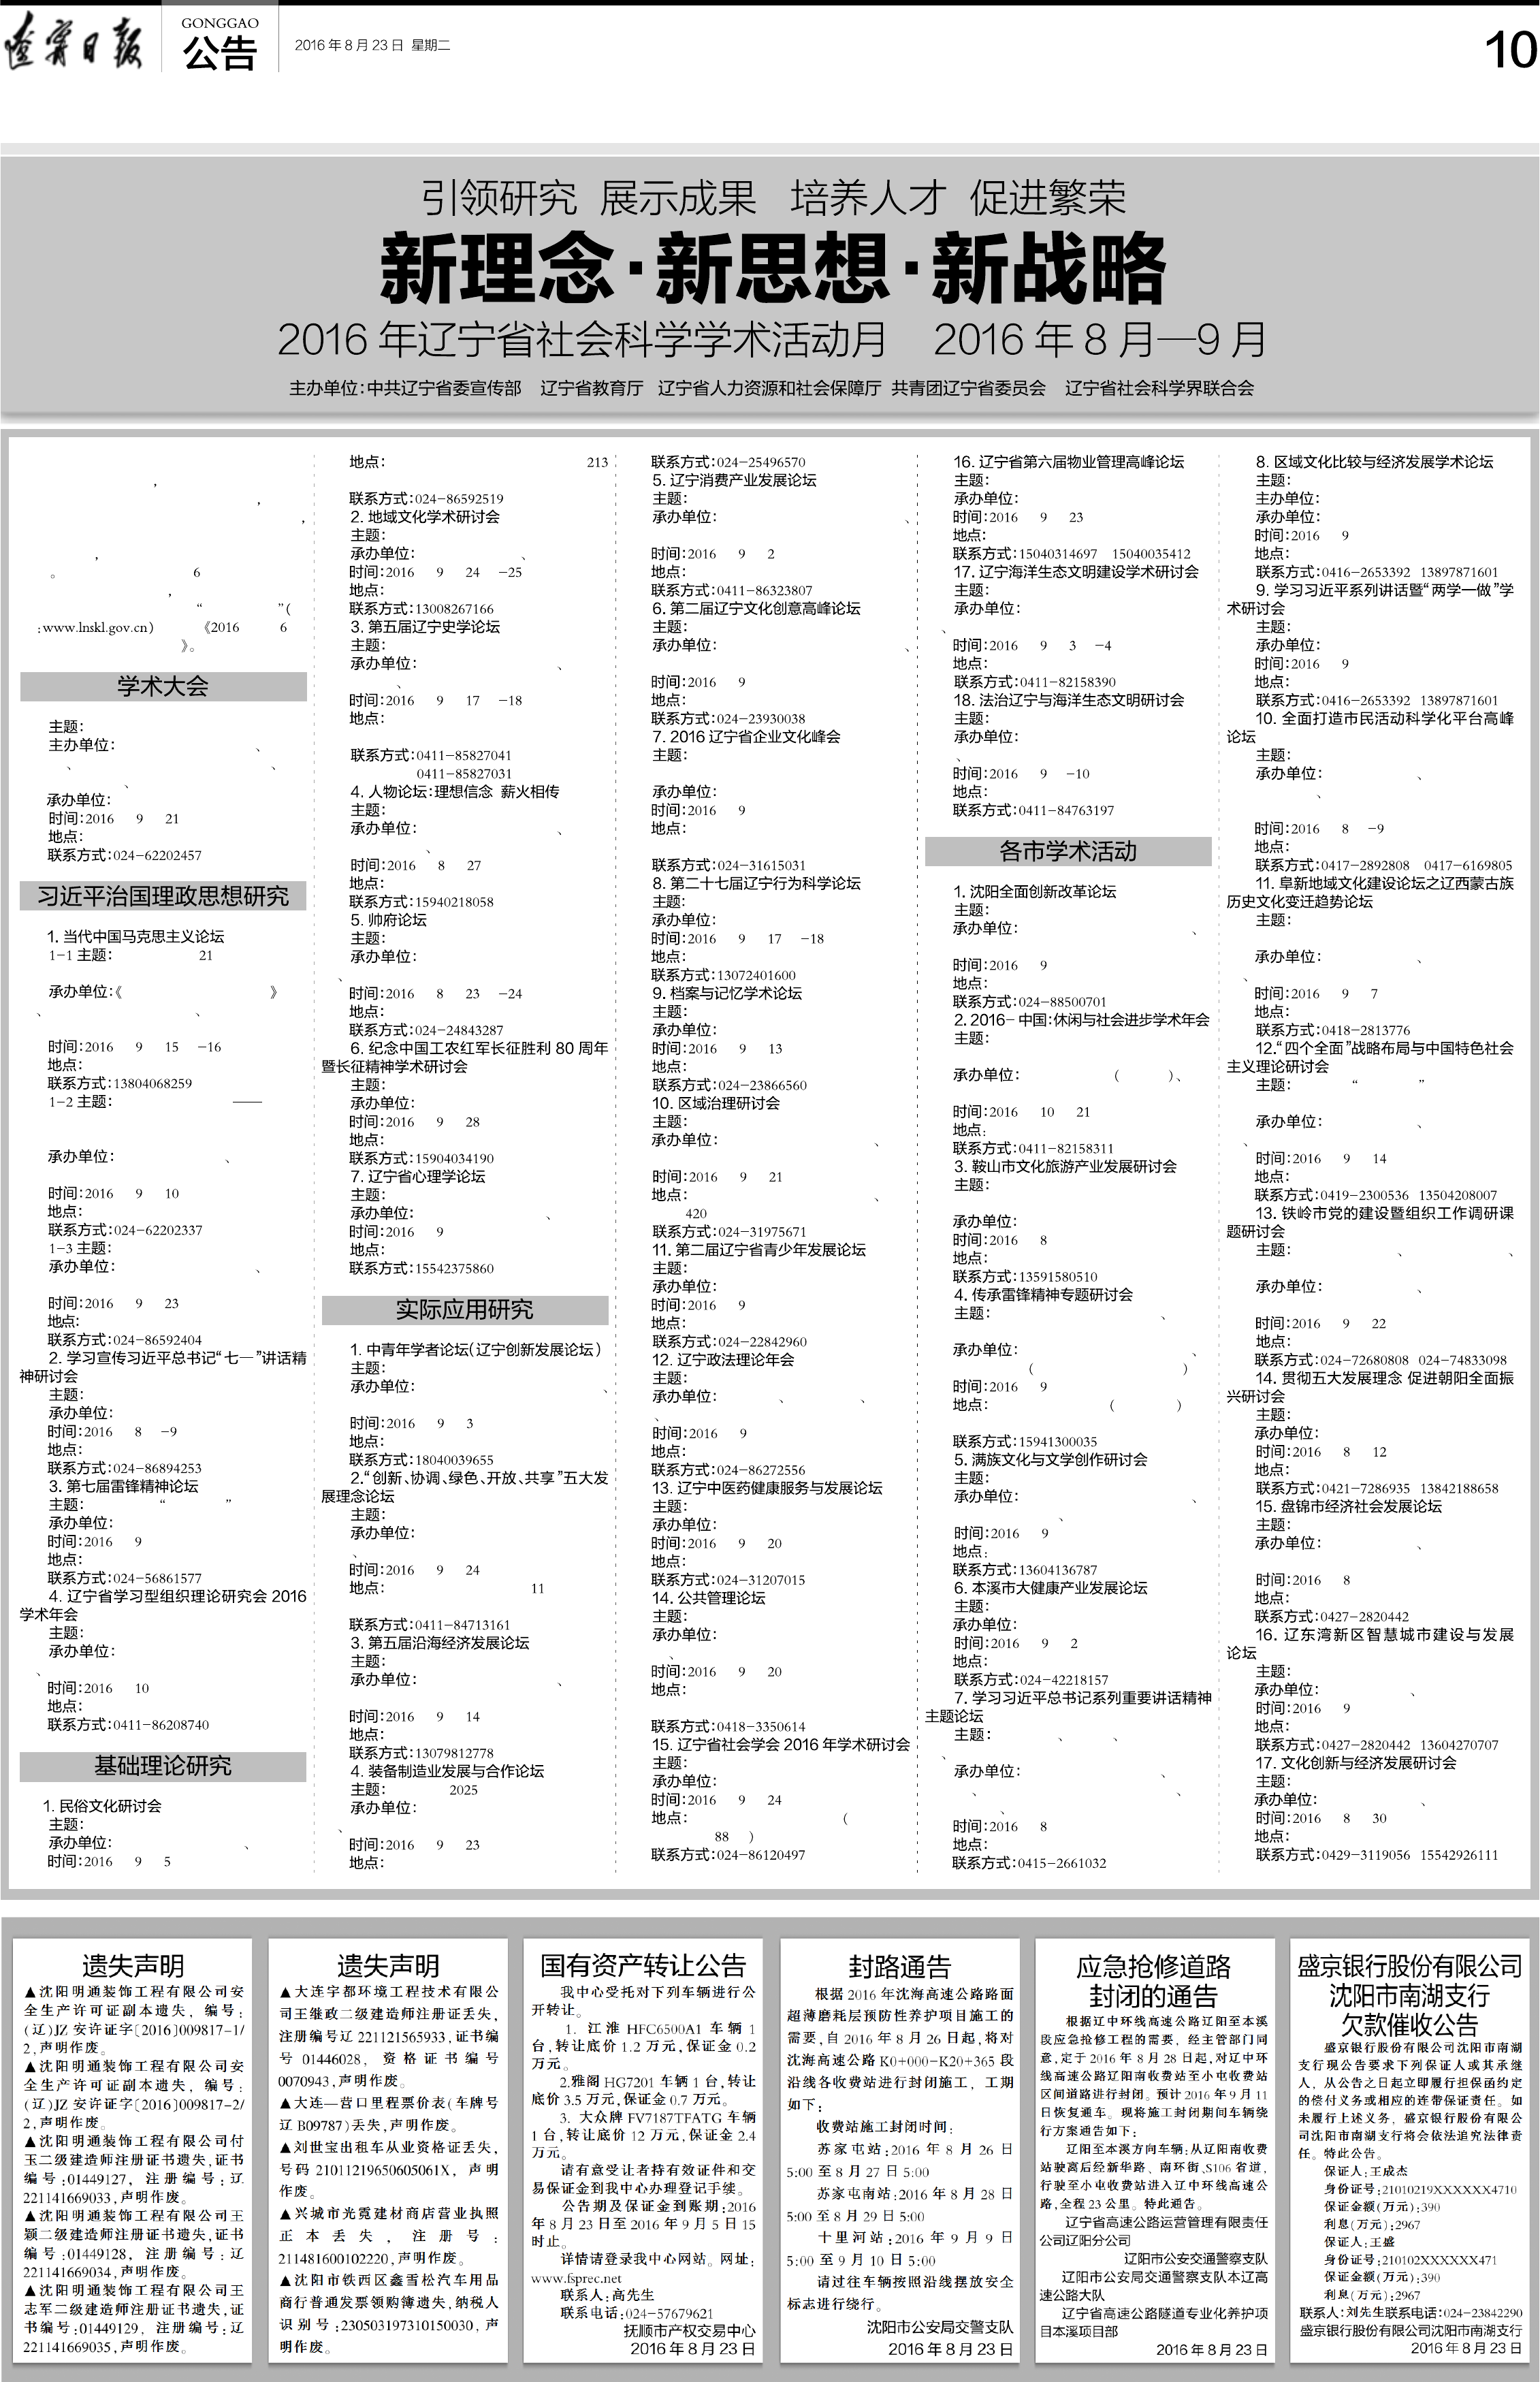 辽宁日报
GONGGAO
公告
2016年8月23日 星期二
10
引领研究 展示成果 培养人才 促进繁荣
新理念·新思想·新战略
2016年辽宁省社会科学学术活动月 2016年8月—9月
主办单位:中共辽宁省委宣传部 辽宁省教育厅 辽宁省人力资源和社会保障厅 共青团辽宁省委员会 辽宁省社会科学界联合会
,
,
,
,
。 6
,
“ ”(
:www.lnskl.gov.cn) 《2016 6
》。
学术大会
主题:
主办单位: 、
、 、
、
承办单位:
时间:2016 9 21
地点:
联系方式:024-62202457
习近平治国理政思想研究
1. 当代中国马克思主义论坛
1-1 主题: 21
承办单位:《 》
、 、
时间:2016 9 15 -16
地点:
联系方式:13804068259
1-2 主题: ——
承办单位: 、
时间:2016 9 10
地点:
联系方式:024-62202337
1-3 主题:
承办单位: 、
时间:2016 9 23
地点:
联系方式:024-86592404
2. 学习宣传习近平总书记“七一”讲话精
神研讨会
主题:
承办单位:
时间:2016 8 -9
地点:
联系方式:024-86894253
3. 第七届雷锋精神论坛
主题: “ ”
承办单位:
时间:2016 9
地点:
联系方式:024-56861577
4. 辽宁省学习型组织理论研究会2016
学术年会
主题:
承办单位:
、
时间:2016 10
地点:
联系方式:0411-86208740
基础理论研究
1. 民俗文化研讨会
主题:
承办单位: 、
时间:2016 9 5
地点: 213
联系方式:024-86592519
2. 地域文化学术研讨会
主题:
承办单位: 、
时间:2016 9 24 -25
地点:
联系方式:13008267166
3. 第五届辽宁史学论坛
主题:
承办单位: 、
、
时间:2016 9 17 -18
地点:
联系方式:0411-85827041
0411-85827031
4. 人物论坛:理想信念 薪火相传
主题:
承办单位: 、
、
时间:2016 8 27
地点:
联系方式:15940218058
5. 帅府论坛
主题:
承办单位:
、
时间:2016 8 23 -24
地点:
联系方式:024-24843287
6. 纪念中国工农红军长征胜利80周年
暨长征精神学术研讨会
主题:
承办单位:
时间:2016 9 28
地点:
联系方式:15904034190
7. 辽宁省心理学论坛
主题:
承办单位: 、
时间:2016 9
地点:
联系方式:15542375860
实际应用研究
1. 中青年学者论坛(辽宁创新发展论坛)
主题:
承办单位: 、
时间:2016 9 3
地点:
联系方式:18040039655
2.“创新、协调、绿色、开放、共享”五大发
展理念论坛
主题:
承办单位:
、
时间:2016 9 24
地点: 11
联系方式:0411-84713161
3. 第五届沿海经济发展论坛
主题:
承办单位: 、
时间:2016 9 14
地点:
联系方式:13079812778
4. 装备制造业发展与合作论坛
主题: 2025
承办单位:
、
时间:2016 9 23
地点:
联系方式:024-25496570
5. 辽宁消费产业发展论坛
主题:
承办单位: 、
时间:2016 9 2
地点:
联系方式:0411-86323807
6. 第二届辽宁文化创意高峰论坛
主题:
承办单位: 、
时间:2016 9
地点:
联系方式:024-23930038
7. 2016辽宁省企业文化峰会
主题:
承办单位:
时间:2016 9
地点:
联系方式:024-31615031
8. 第二十七届辽宁行为科学论坛
主题:
承办单位:
时间:2016 9 17 -18
地点:
联系方式:13072401600
9. 档案与记忆学术论坛
主题:
承办单位:
时间:2016 9 13
地点:
联系方式:024-23866560
10. 区域治理研讨会
主题:
承办单位: 、
时间:2016 9 21
地点: 、
420
联系方式:024-31975671
11. 第二届辽宁省青少年发展论坛
主题:
承办单位:
时间:2016 9
地点:
联系方式:024-22842960
12. 辽宁政法理论年会
主题:
承办单位: 、 、
、
时间:2016 9
地点:
联系方式:024-86272556
13. 辽宁中医药健康服务与发展论坛
主题:
承办单位:
时间:2016 9 20
地点:
联系方式:024-31207015
14. 公共管理论坛
主题:
承办单位:
、
时间:2016 9 20
地点:
联系方式:0418-3350614
15. 辽宁省社会学会2016年学术研讨会
主题:
承办单位:
时间:2016 9 24
地点: (
88 )
联系方式:024-86120497
16. 辽宁省第六届物业管理高峰论坛
主题:
承办单位:
时间:2016 9 23
地点:
联系方式:15040314697 15040035412
17. 辽宁海洋生态文明建设学术研讨会
主题:
承办单位:
、
时间:2016 9 3 -4
地点:
联系方式:0411-82158390
18. 法治辽宁与海洋生态文明研讨会
主题:
承办单位:
、
时间:2016 9 -10
地点:
联系方式:0411-84763197
各市学术活动
1. 沈阳全面创新改革论坛
主题:
承办单位: 、
时间:2016 9
地点:
联系方式:024-88500701
2. 2016-中国:休闲与社会进步学术年会
主题:
承办单位: ( )、
时间:2016 10 21
地点:
联系方式:0411-82158311
3. 鞍山市文化旅游产业发展研讨会
主题:
承办单位:
时间:2016 8
地点:
联系方式:13591580510
4. 传承雷锋精神专题研讨会
主题: 、
承办单位: 、
( )
时间:2016 9
地点: ( )
联系方式:15941300035
5. 满族文化与文学创作研讨会
主题:
承办单位: 、
、
时间:2016 9
地点:
联系方式:13604136787
6. 本溪市大健康产业发展论坛
主题:
承办单位:
时间:2016 9 2
地点:
联系方式:024-42218157
7. 学习习近平总书记系列重要讲话精神
主题论坛
主题: 、 、
、
承办单位: 、
、 、
、
时间:2016 8
地点:
联系方式:0415-2661032
8. 区域文化比较与经济发展学术论坛
主题:
主办单位:
承办单位:
时间:2016 9
地点:
联系方式:0416-2653392 13897871601
9. 学习习近平系列讲话暨“两学一做”学
术研讨会
主题:
承办单位:
时间:2016 9
地点:
联系方式:0416-2653392 13897871601
10. 全面打造市民活动科学化平台高峰
论坛
主题:
承办单位: 、
、
时间:2016 8 -9
地点:
联系方式:0417-2892808 0417-6169805
11. 阜新地域文化建设论坛之辽西蒙古族
历史文化变迁趋势论坛
主题:
承办单位: 、
、
时间:2016 9 7
地点:
联系方式:0418-2813776
12.“四个全面”战略布局与中国特色社会
主义理论研讨会
主题: “ ”
承办单位: 、
、
时间:2016 9 14
地点:
联系方式:0419-2300536 13504208007
13. 铁岭市党的建设暨组织工作调研课
题研讨会
主题: 、 、
承办单位: 、
时间:2016 9 22
地点:
联系方式:024-72680808 024-74833098
14. 贯彻五大发展理念 促进朝阳全面振
兴研讨会
主题:
承办单位:
时间:2016 8 12
地点:
联系方式:0421-7286935 13842188658
15. 盘锦市经济社会发展论坛
主题:
承办单位: 、
时间:2016 8
地点:
联系方式:0427-2820442
16. 辽东湾新区智慧城市建设与发展
论坛
主题:
承办单位: 、
时间:2016 9
地点:
联系方式:0427-2820442 13604270707
17. 文化创新与经济发展研讨会
主题:
承办单位: 、
时间:2016 8 30
地点:
联系方式:0429-3119056 15542926111
遗失声明
▲沈阳明通装饰工程有限公司安
全生产许可证副本遗失, 编号:
(辽)JZ安许证字〔2016〕009817-1/
2,声明作废。
▲沈阳明通装饰工程有限公司安
全生产许可证副本遗失, 编号:
(辽)JZ安许证字〔2016〕009817-2/
2,声明作废。
▲沈阳明通装饰工程有限公司付
玉二级建造师注册证书遗失,证书
编号:01449127, 注册编号:辽
221141669033,声明作废。
▲沈阳明通装饰工程有限公司王
颖二级建造师注册证书遗失,证书
编号:01449128, 注册编号:辽
221141669034,声明作废。
▲沈阳明通装饰工程有限公司王
志军二级建造师注册证书遗失,证
书编号:01449129, 注册编号:辽
221141669035,声明作废。
遗失声明
▲大连宇都环境工程技术有限公
司王继政二级建造师注册证丢失,
注册编号辽221121565933,证书编
号01446028, 资格证书编号
0070943,声明作废。
▲大连—营口里程票价表(车牌号
辽B09787)丢失,声明作废。
▲刘世宝出租车从业资格证丢失,
号码21011219650605061X, 声明
作废。
▲兴城市光霓建材商店营业执照
正本丢失, 注册号:
211481600102220,声明作废。
▲沈阳市铁西区鑫雪松汽车用品
商行普通发票领购簿遗失,纳税人
识别号:230503197310150030, 声
明作废。
国有资产转让公告
我中心受托对下列车辆进行公
开转让。
1. 江淮HFC6500A1车辆1
台,转让底价1.2万元,保证金0.2
万元。
2.雅阁HG7201车辆1台,转让
底价3.5万元,保证金0.7万元。
3. 大众牌FV7187TFATG车辆
1台,转让底价12万元,保证金2.4
万元。
请有意受让者持有效证件和交
易保证金到我中心办理登记手续。
公告期及保证金到账期:2016
年8月23日至2016年9月5日15
时止。
详情请登录我中心网站。网址:
www.fsprec.net
联系人:高先生
联系电话:024-57679621
抚顺市产权交易中心
2016年8月23日
封路通告
根据2016年沈海高速公路路面
超薄磨耗层预防性养护项目施工的
需要,自2016年8月26日起,将对
沈海高速公路K0+000-K20+365段
沿线各收费站进行封闭施工, 工期
如下:
收费站施工封闭时间:
苏家屯站:2016年8月26日
5:00至8月27日5:00
苏家屯南站:2016年8月28日
5:00至8月29日5:00
十里河站:2016年9月9日
5:00至9月10日5:00
请过往车辆按照沿线摆放安全
标志进行绕行。
沈阳市公安局交警支队
2016年8月23日
应急抢修道路
封闭的通告
根据辽中环线高速公路辽阳至本溪
段应急抢修工程的需要, 经主管部门同
意,定于2016年8月28日起,对辽中环
线高速公路辽阳南收费站至小屯收费站
区间道路进行封闭。预计2016年9月11
日恢复通车。现将施工封闭期间车辆绕
行方案通告如下:
辽阳至本溪方向车辆:从辽阳南收费
站驶离后经新华路、南环街,S106省道,
行驶至小屯收费站进入辽中环线高速公
路,全程23公里。特此通告。
辽宁省高速公路运营管理有限责任
公司辽阳分公司
辽阳市公安交通警察支队
辽阳市公安局交通警察支队本辽高
速公路大队
辽宁省高速公路隧道专业化养护项
目本溪项目部
2016年8月23日
盛京银行股份有限公司
沈阳市南湖支行
欠款催收公告
盛京银行股份有限公司沈阳市南湖
支行现公告要求下列保证人或其承继
人, 从公告之日起立即履行担保函约定
的偿付义务或相应的连带保证责任。如
未履行上述义务, 盛京银行股份有限公
司沈阳市南湖支行将会依法追究法律责
任。特此公告。
保证人:王成杰
身份证号:21010219XXXXXX4710
保证金额(万元):390
利息(万元):2967
保证人:王盛
身份证号:210102XXXXXX471
保证金额(万元):390
利息(万元):2967
联系人:刘先生联系电话:024-23842290
盛京银行股份有限公司沈阳市南湖支行
2016年8月23日